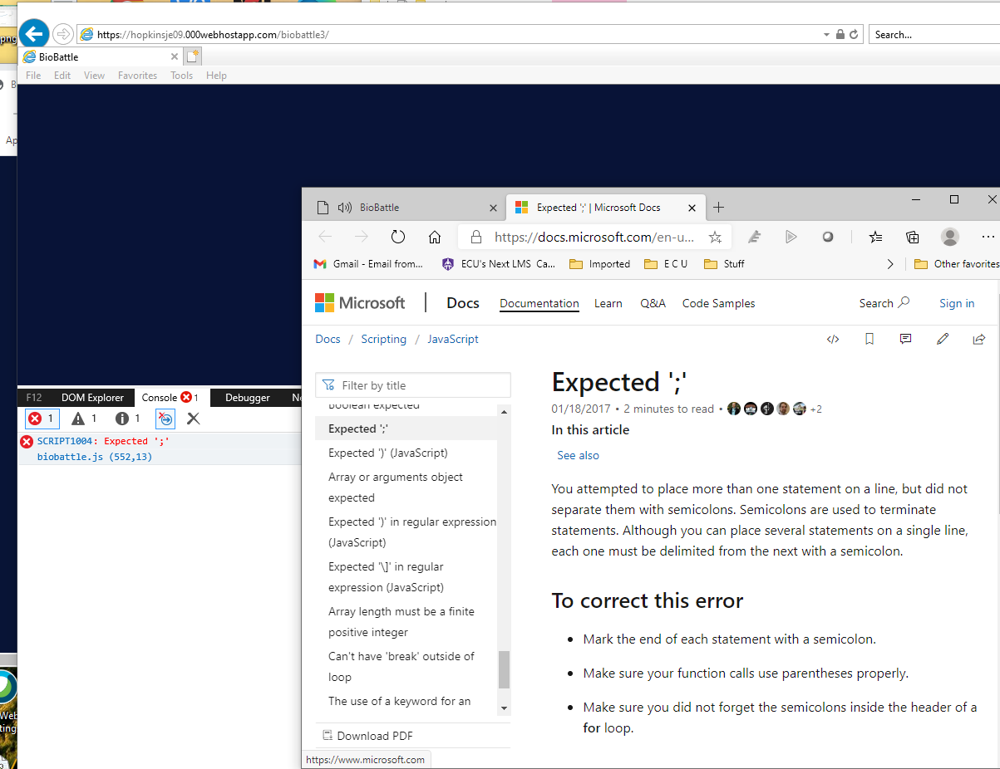 png
https://hopkinsje09.000webhostapp.com/biobattle3/
Search...
BioBattle
File Edit View Favorites Tools Help
B
Ap
BioBattle
Expected ';' | Microsoft Docs
https://docs.microsoft.com/en-u...
Gmail - Email from...
ECU's Next LMS Ca...
Imported
E C U
Stuff
Other favorites
Microsoft
Docs
Documentation Learn Q&A Code Samples
Search
Sign in
Docs / Scripting / JavaScript
Filter by title
Boolean expected
Expected ';'
Expected ')' (JavaScript)
Array or arguments object
expected
Expected ')' in regular expression
(JavaScript)
Expected '\]' in regular
expression (JavaScript)
Array length must be a finite
positive integer
Can't have 'break' outside of
loop
The use of a keyword for an
Download PDF
https://www.microsoft.com
Expected ';'
01/18/2017 • 2 minutes to read • +2
In this article
See also
You attempted to place more than one statement on a line, but did not
separate them with semicolons. Semicolons are used to terminate
statements. Although you can place several statements on a single line,
each one must be delimited from the next with a semicolon.
To correct this error
• Mark the end of each statement with a semicolon.
• Make sure your function calls use parentheses properly.
• Make sure you did not forget the semicolons inside the header of a
for loop.
F12 DOM Explorer Console 1 Debugger
1 1 1
SCRIPT1004: Expected ';'
biobattle.js (552,13)